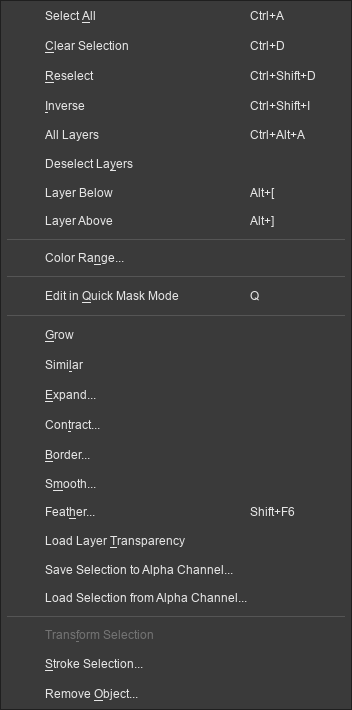 Select All Ctrl+A
Clear Selection Ctrl+D
Reselect Ctrl+Shift+D
Inverse Ctrl+Shift+I
All Layers Ctrl+Alt+A
Deselect Layers
Layer Below Alt+[
Layer Above Alt+]
Color Range...
Edit in Quick Mask Mode Q
Grow
Similar
Expand...
Contract...
Border...
Smooth...
Feather... Shift+F6
Load Layer Transparency
Save Selection to Alpha Channel...
Load Selection from Alpha Channel...
Transform Selection
Stroke Selection...
Remove Object...